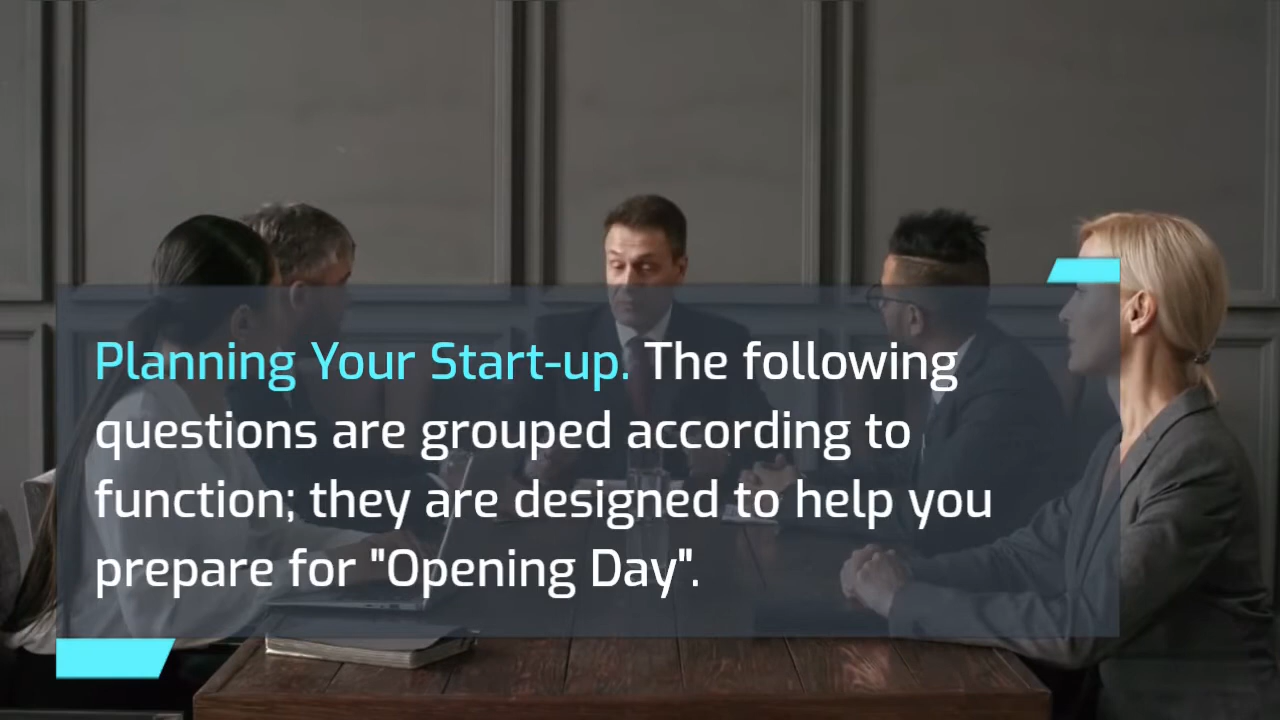 Planning Your Start-up. The following
questions are grouped according to
function; they are designed to help you
prepare for "Opening Day".